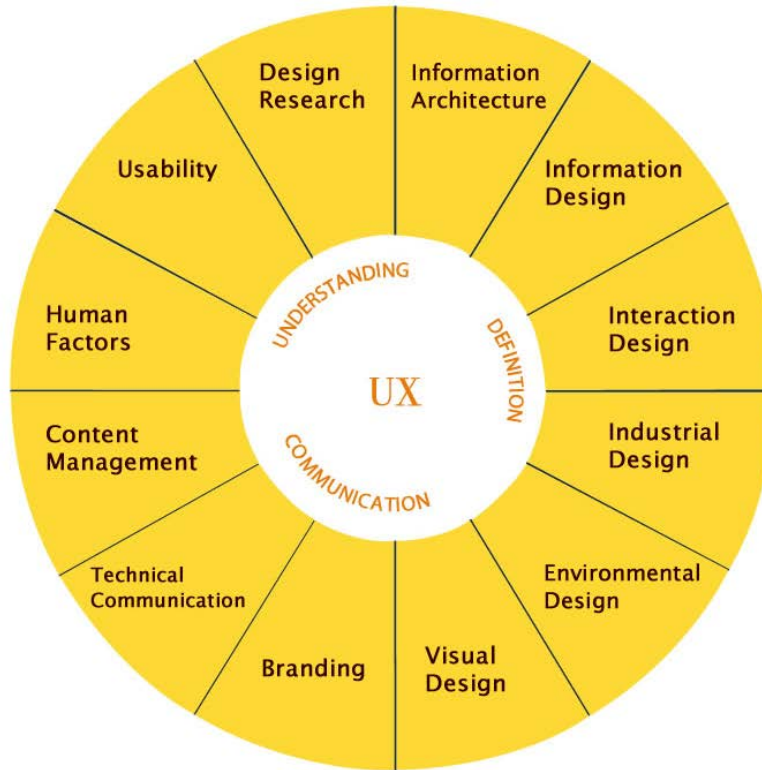 Design
Research
Information
Architecture
Usability
Information
Design
Human
Factors
Interaction
Design
Content
Management
Industrial
Design
Technical
Communication
Environmental
Design
Branding
Visual
Design
UNDERSTANDING
DEFINITION
UX
COMMUNICATION